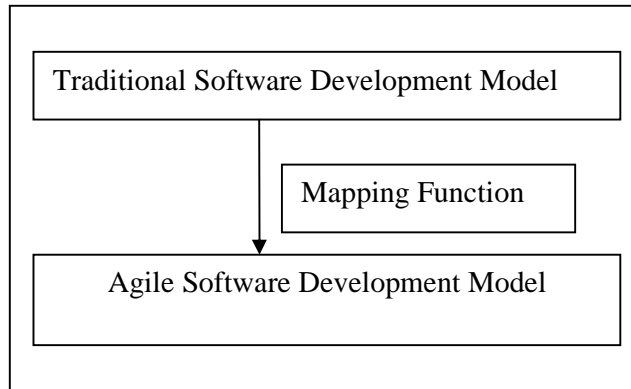 Traditional Software Development Model
Mapping Function
Agile Software Development Model